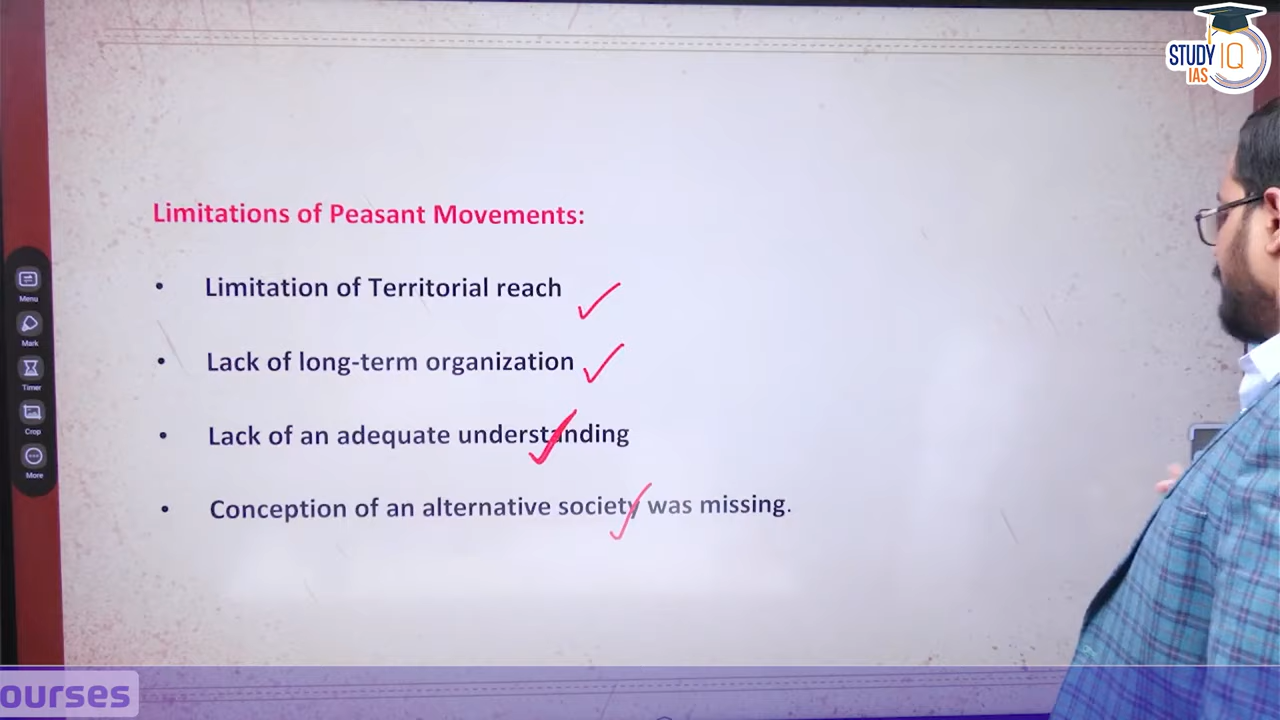 STUDY IQ
IAS
Limitations of Peasant Movements:
• Limitation of Territorial reach
• Lack of long-term organization
• Lack of an adequate understanding
• Conception of an alternative society was missing.
Menu
Mark
Timer
Crop
More
ourses